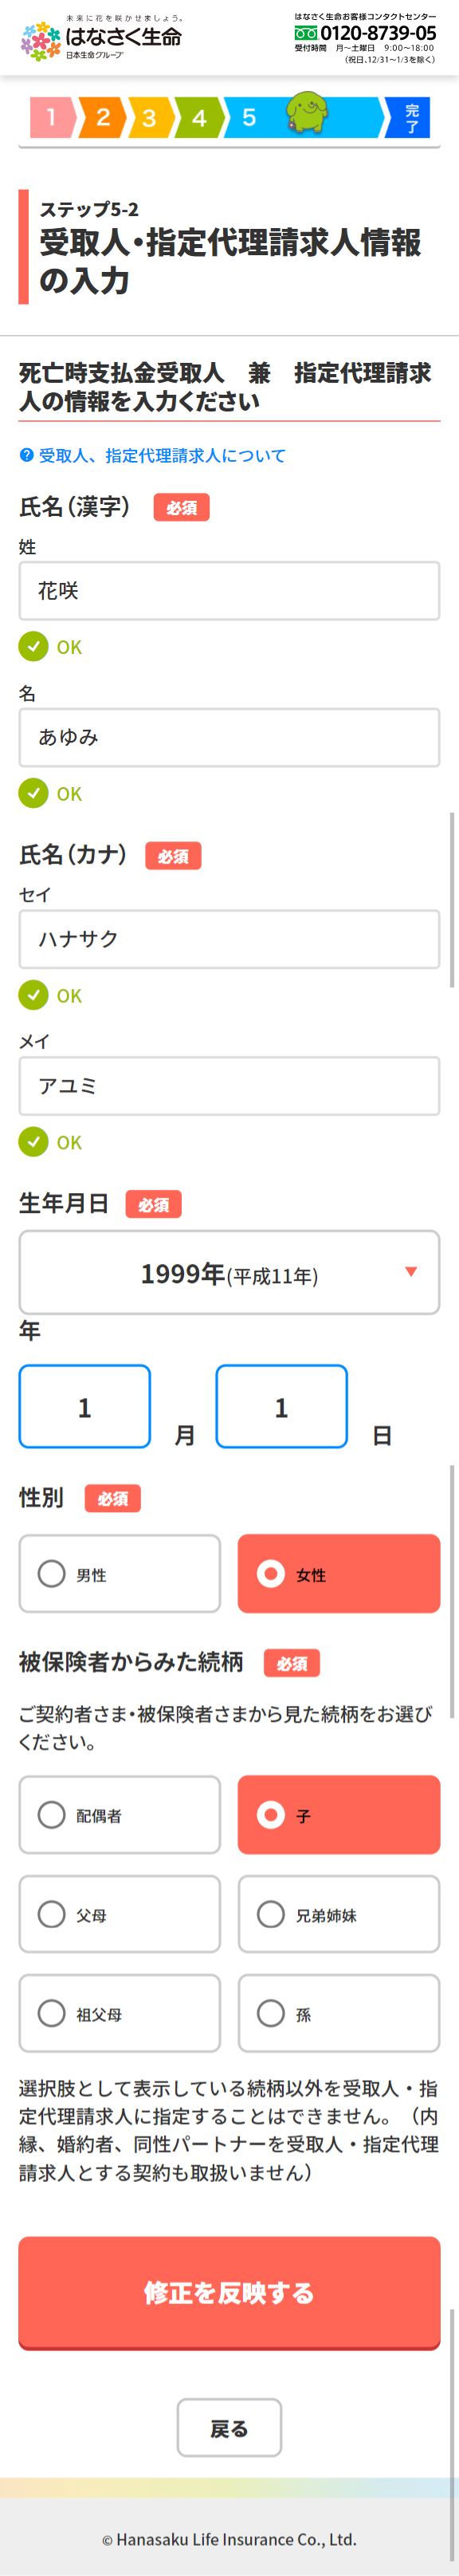 未来に花を咲かせましょう。
はなさく生命
日本生命グループ
はなさく生命お客様コンタクトセンター
0120-8739-05
受付時間 月～土曜日 9:00～18:00
（祝日、12/31～1/3を除く）
1 2 3 4 5 完了
ステップ5-2
受取人・指定代理請求人情報
の入力
死亡時支払金受取人 兼 指定代理請求
人の情報を入力ください
? 受取人、指定代理請求人について
氏名（漢字） 必須
姓
花咲
OK
名
あゆみ
OK
氏名（カナ） 必須
セイ
ハナサク
OK
メイ
アユミ
OK
生年月日 必須
1999年(平成11年)
年
1 月 1 日
性別 必須
男性 女性
被保険者からみた続柄 必須
ご契約者さま・被保険者さまから見た続柄をお選び
ください。
配偶者 子
父母 兄弟姉妹
祖父母 孫
選択肢として表示している続柄以外を受取人・指
定代理請求人に指定することはできません。（内
縁、婚約者、同性パートナーを受取人・指定代理
請求人とする契約も取扱いません）
修正を反映する
戻る
© Hanasaku Life Insurance Co., Ltd.